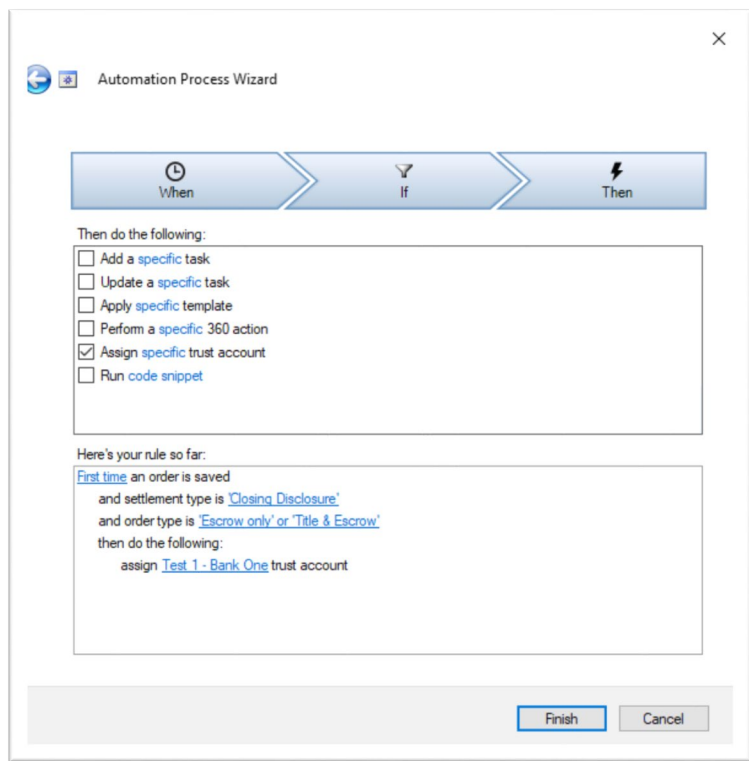 Automation Process Wizard
When
If
Then
Then do the following:
Add a specific task
Update a specific task
Apply specific template
Perform a specific 360 action
Assign specific trust account
Run code snippet
Here's your rule so far:
First time an order is saved
and settlement type is 'Closing Disclosure'
and order type is 'Escrow only' or 'Title & Escrow'
then do the following:
assign Test 1 - Bank One trust account
Finish
Cancel